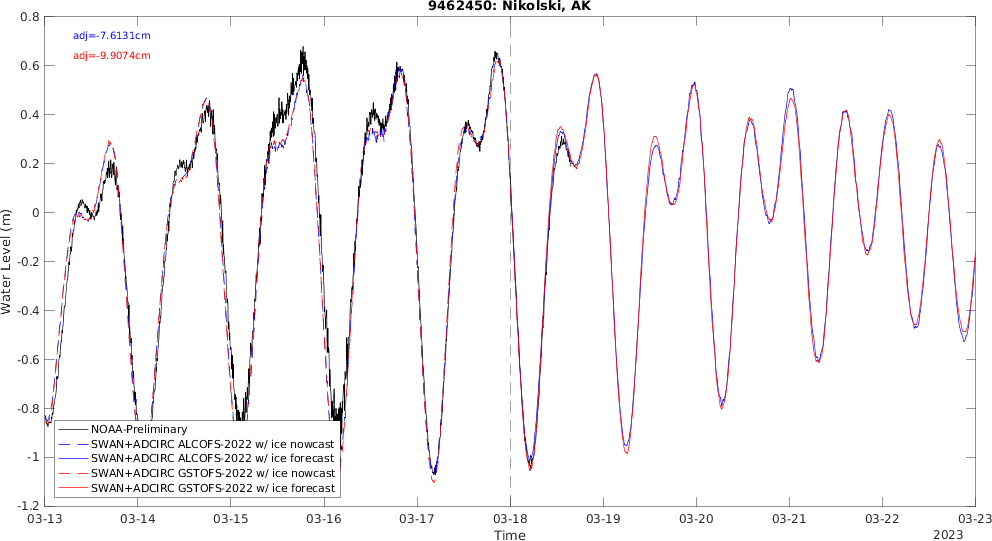 9462450: Nikolski, AK
adj=-7.6131cm
adj=-9.9074cm
0.8
0.6
0.4
0.2
0
-0.2
-0.4
-0.6
-0.8
-1
-1.2
Water Level (m)
NOAA-Preliminary
SWAN+ADCIRC ALCOFS-2022 w/ ice nowcast
SWAN+ADCIRC ALCOFS-2022 w/ ice forecast
SWAN+ADCIRC GSTOFS-2022 w/ ice nowcast
SWAN+ADCIRC GSTOFS-2022 w/ ice forecast
03-13 03-14 03-15 03-16 03-17 03-18 03-19 03-20 03-21 03-22 03-23
Time
2023